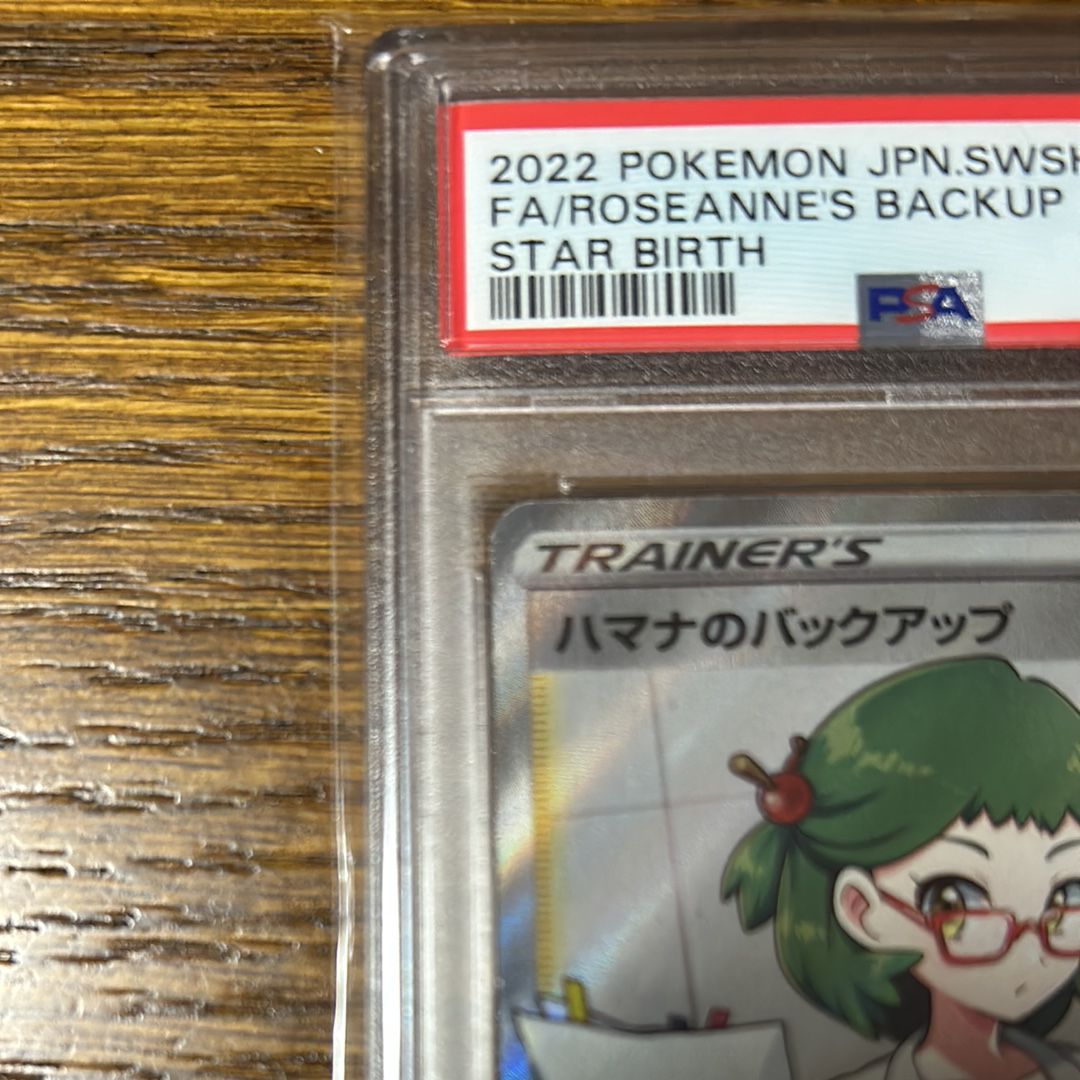 2022 POKEMON JPN.SWSH
FA/ROSEANNE'S BACKUP
STAR BIRTH
PSA
TRAINER'S
ハマナのバックアップ